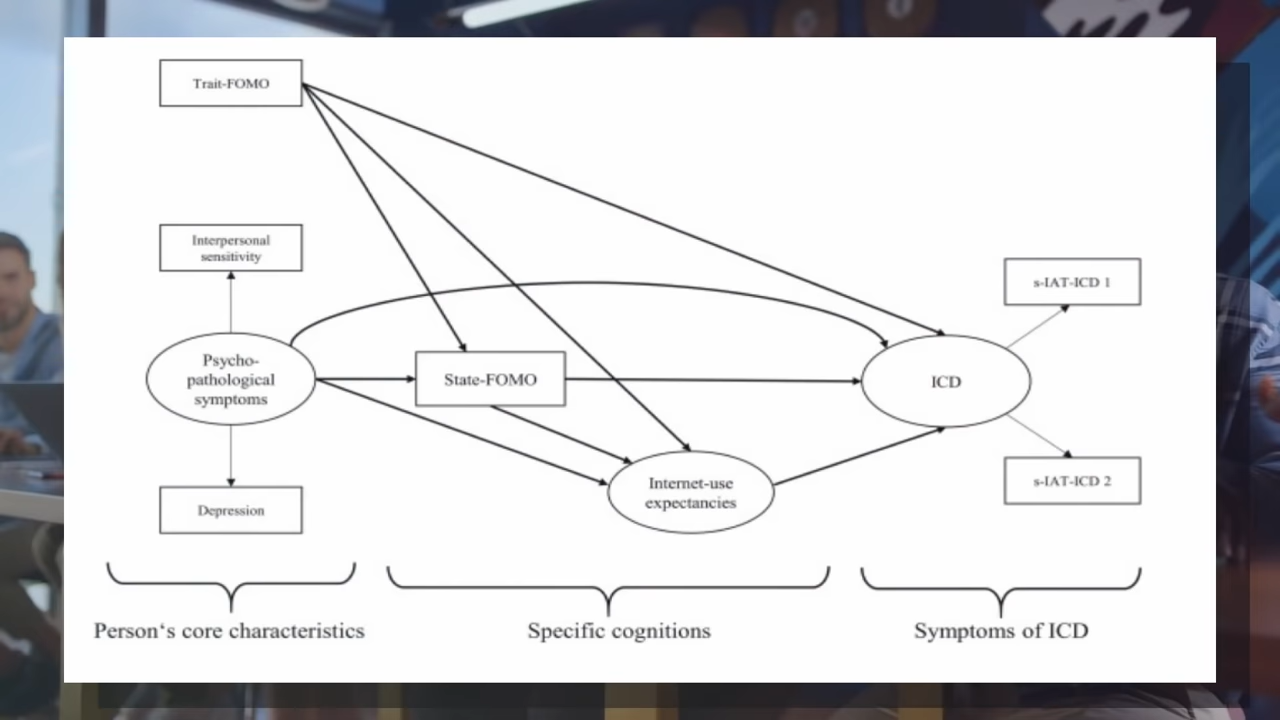 Trait-FOMO
Interpersonal
sensitivity
s-IAT-ICD 1
Psycho-
pathological
symptoms
State-FOMO
ICD
Internet-use
expectancies
s-IAT-ICD 2
Depression
Person‘s core characteristics
Specific cognitions
Symptoms of ICD